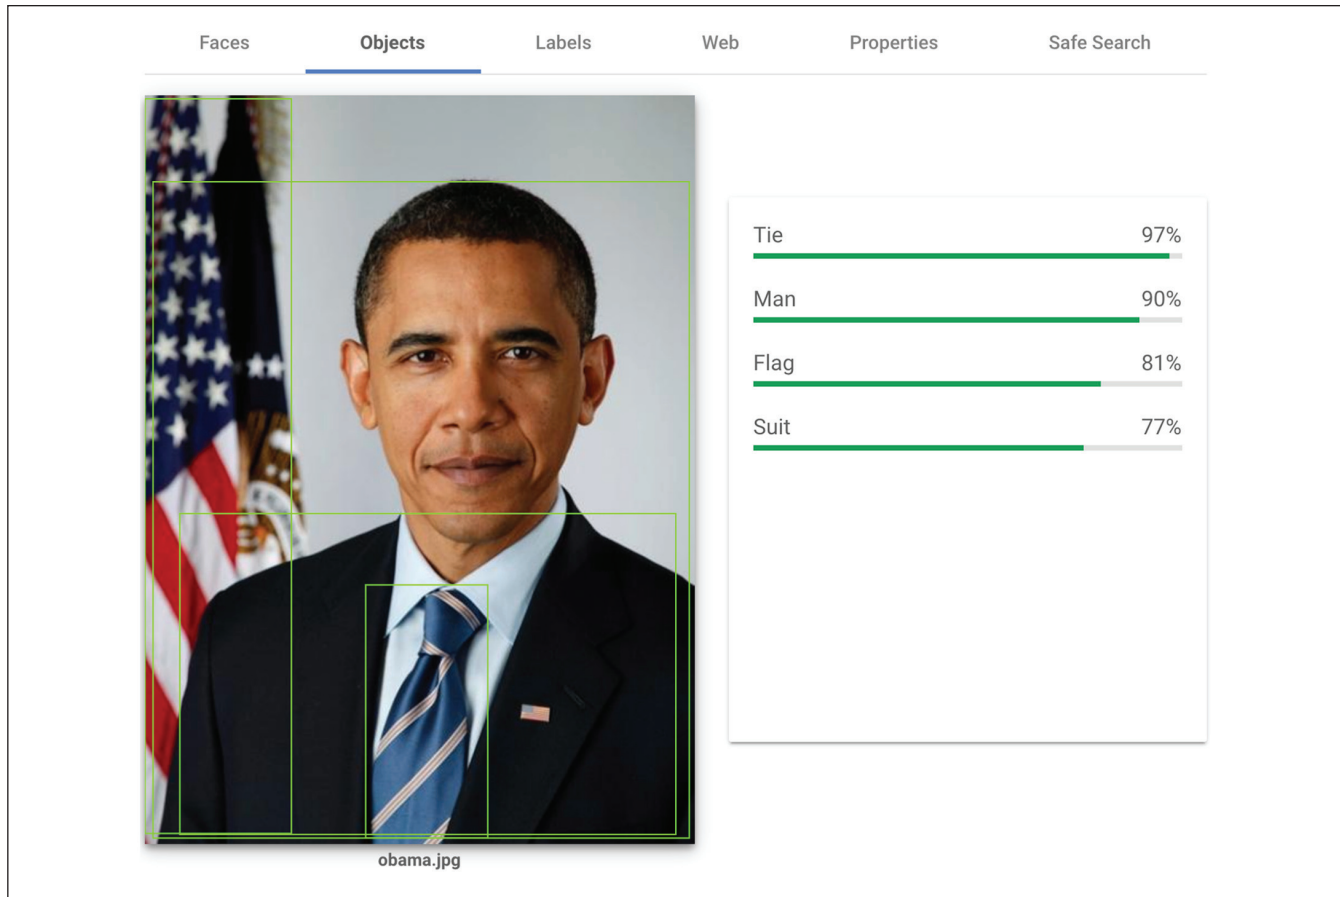 Faces Objects Labels Web Properties Safe Search
Tie 97%
Man 90%
Flag 81%
Suit 77%
obama.jpg